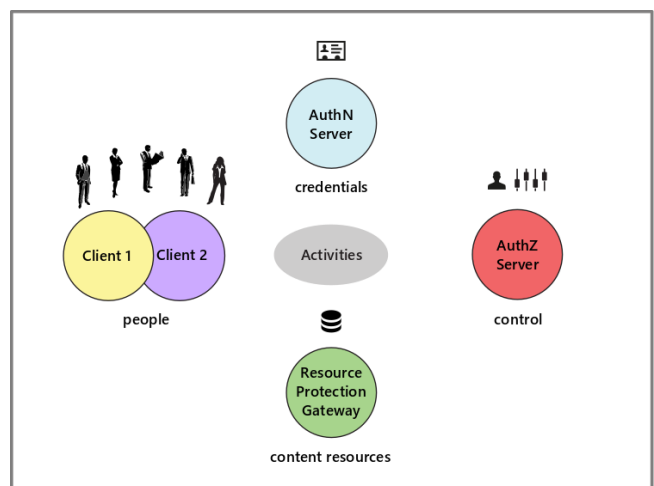 AuthN
Server
credentials
Client 1
Client 2
people
Activities
AuthZ
Server
control
Resource
Protection
Gateway
content resources